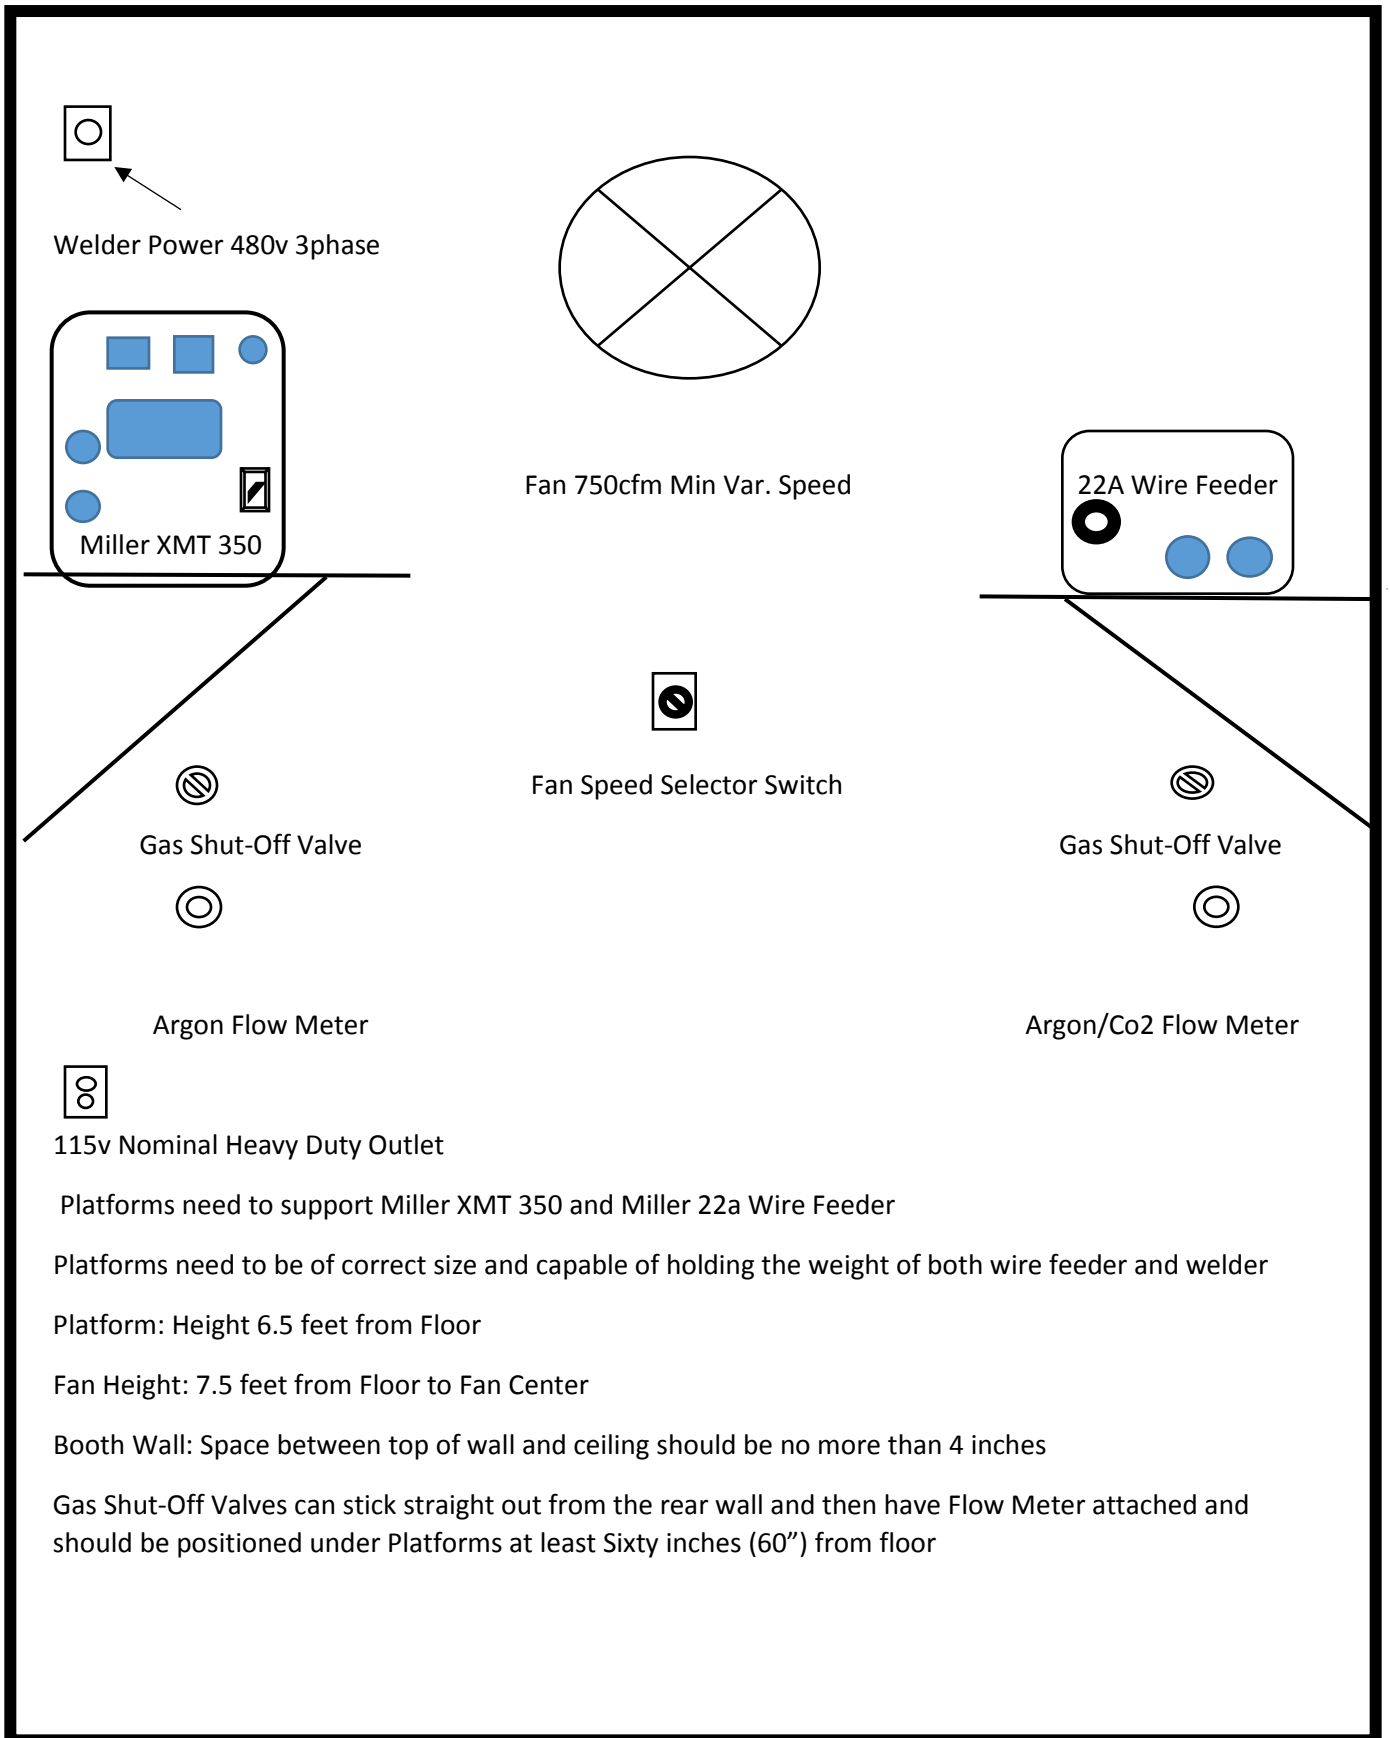 Welder Power 480v 3phase
Fan 750cfm Min Var. Speed
22A Wire Feeder
Miller XMT 350
Fan Speed Selector Switch
Gas Shut-Off Valve
Gas Shut-Off Valve
Argon Flow Meter
Argon/Co2 Flow Meter
115v Nominal Heavy Duty Outlet
Platforms need to support Miller XMT 350 and Miller 22a Wire Feeder
Platforms need to be of correct size and capable of holding the weight of both wire feeder and welder
Platform: Height 6.5 feet from Floor
Fan Height: 7.5 feet from Floor to Fan Center
Booth Wall: Space between top of wall and ceiling should be no more than 4 inches
Gas Shut-Off Valves can stick straight out from the rear wall and then have Flow Meter attached and
should be positioned under Platforms at least Sixty inches (60”) from floor